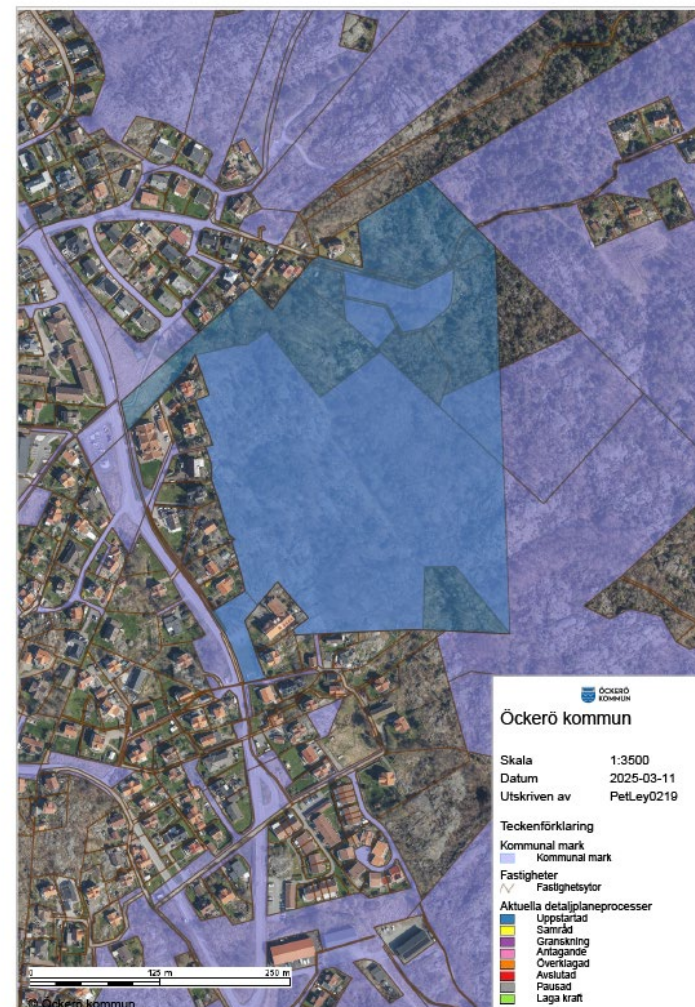 ÖCKERÖ
KOMMUN
Öckerö kommun
Skala 1:3500
Datum 2025-03-11
Utskriven av PetLey0219
Teckenförklaring
Kommunal mark
Kommunal mark
Fastigheter
Fastighetsytor
Aktuella detaljplaneprocesser
Uppstartad
Samråd
Granskning
Antagande
Överklagad
Avslutad
Pausad
Laga kraft
0 125 m 250 m
© Öckerö kommun